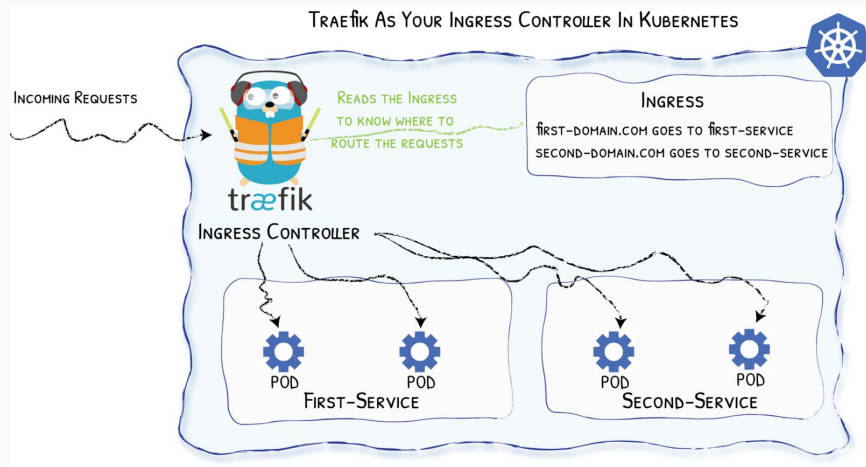 Traefik As Your Ingress Controller In Kubernetes
Incoming Requests
Reads the Ingress
to know where to
route the requests
Ingress
first-domain.com goes to first-service
second-domain.com goes to second-service
træfik
Ingress Controller
POD
POD
First-Service
POD
POD
Second-Service